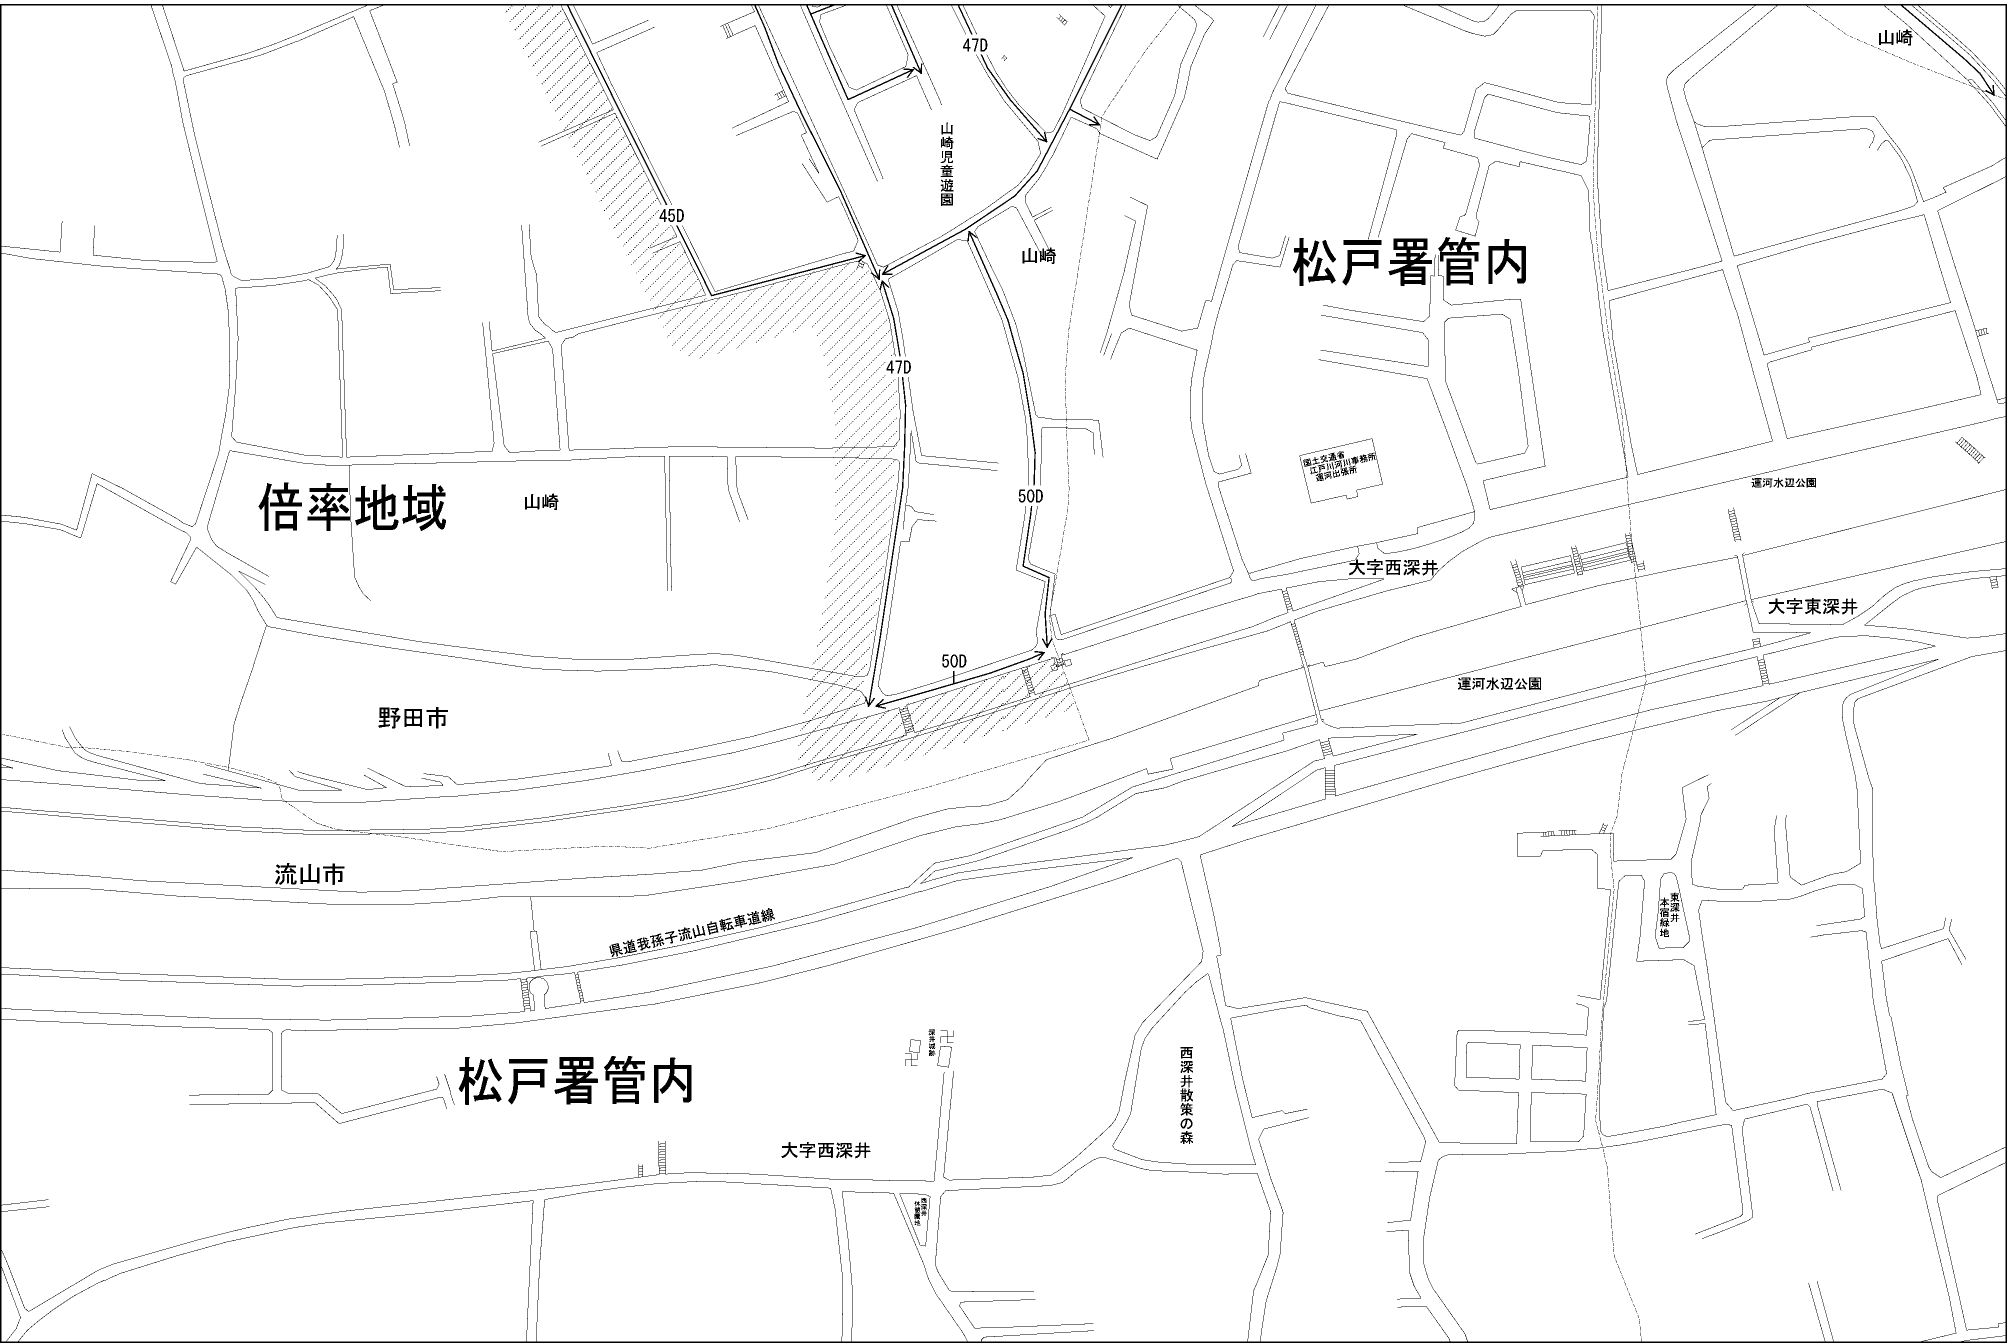 47D
山崎
山崎児童遊園
45D
山崎
松戸署管内
47D
国土交通省
江戸川河川事務所
運河出張所
運河水辺公園
倍率地域
山崎
50D
大字西深井
大字東深井
50D
運河水辺公園
野田市
流山市
県道我孫子流山自転車道線
東深井
本宿緑地
深井城跡
松戸署管内
西深井散策の森
大字西深井